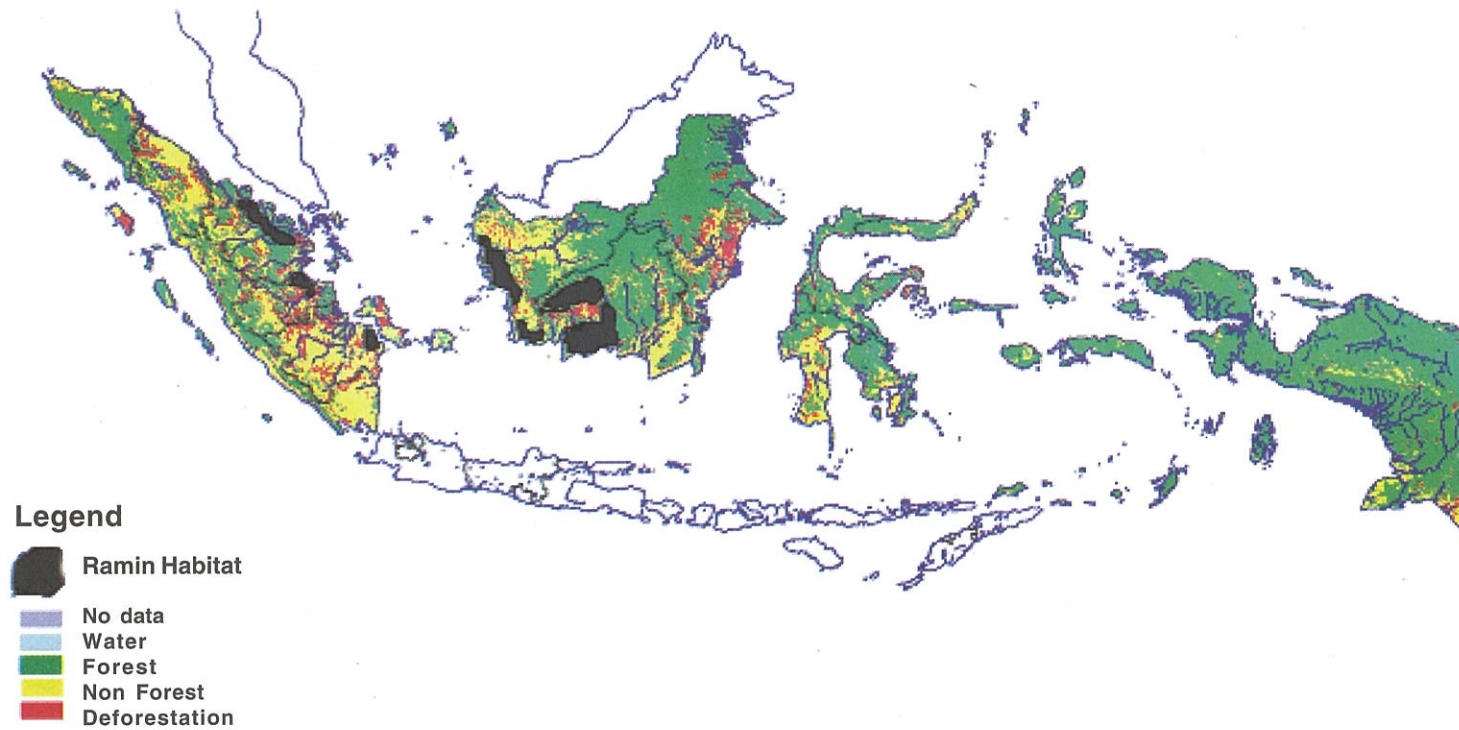 Legend
Ramin Habitat
No data
Water
Forest
Non Forest
Deforestation